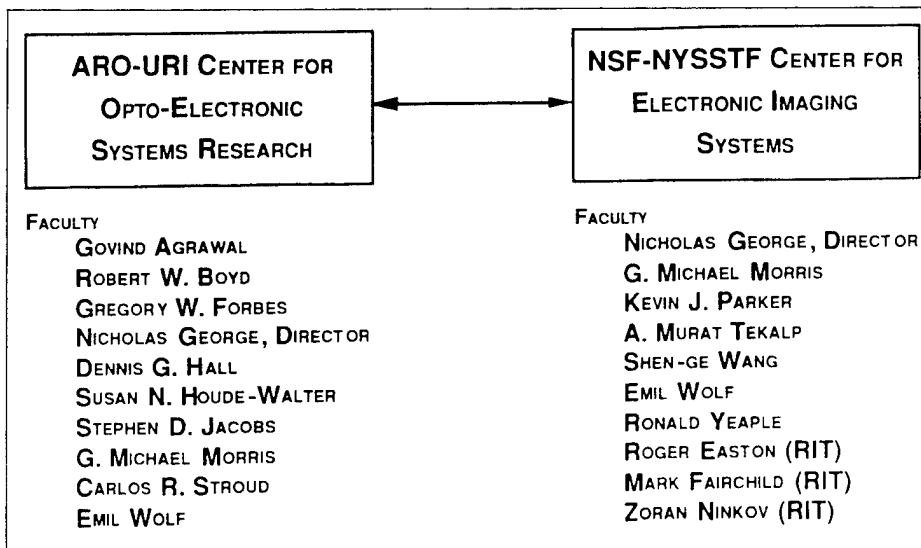 ARO-URI CENTER FOR
OPTO-ELECTRONIC
SYSTEMS RESEARCH
NSF-NYSSTF CENTER FOR
ELECTRONIC IMAGING
SYSTEMS
FACULTY
GOVIND AGRAWAL
ROBERT W. BOYD
GREGORY W. FORBES
NICHOLAS GEORGE, DIRECTOR
DENNIS G. HALL
SUSAN N. HOUDE-WALTER
STEPHEN D. JACOBS
G. MICHAEL MORRIS
CARLOS R. STROUD
EMIL WOLF
FACULTY
NICHOLAS GEORGE, DIRECTOR
G. MICHAEL MORRIS
KEVIN J. PARKER
A. MURAT TEKALP
SHEN-GE WANG
EMIL WOLF
RONALD YEAPLE
ROGER EASTON (RIT)
MARK FAIRCHILD (RIT)
ZORAN NINKOV (RIT)